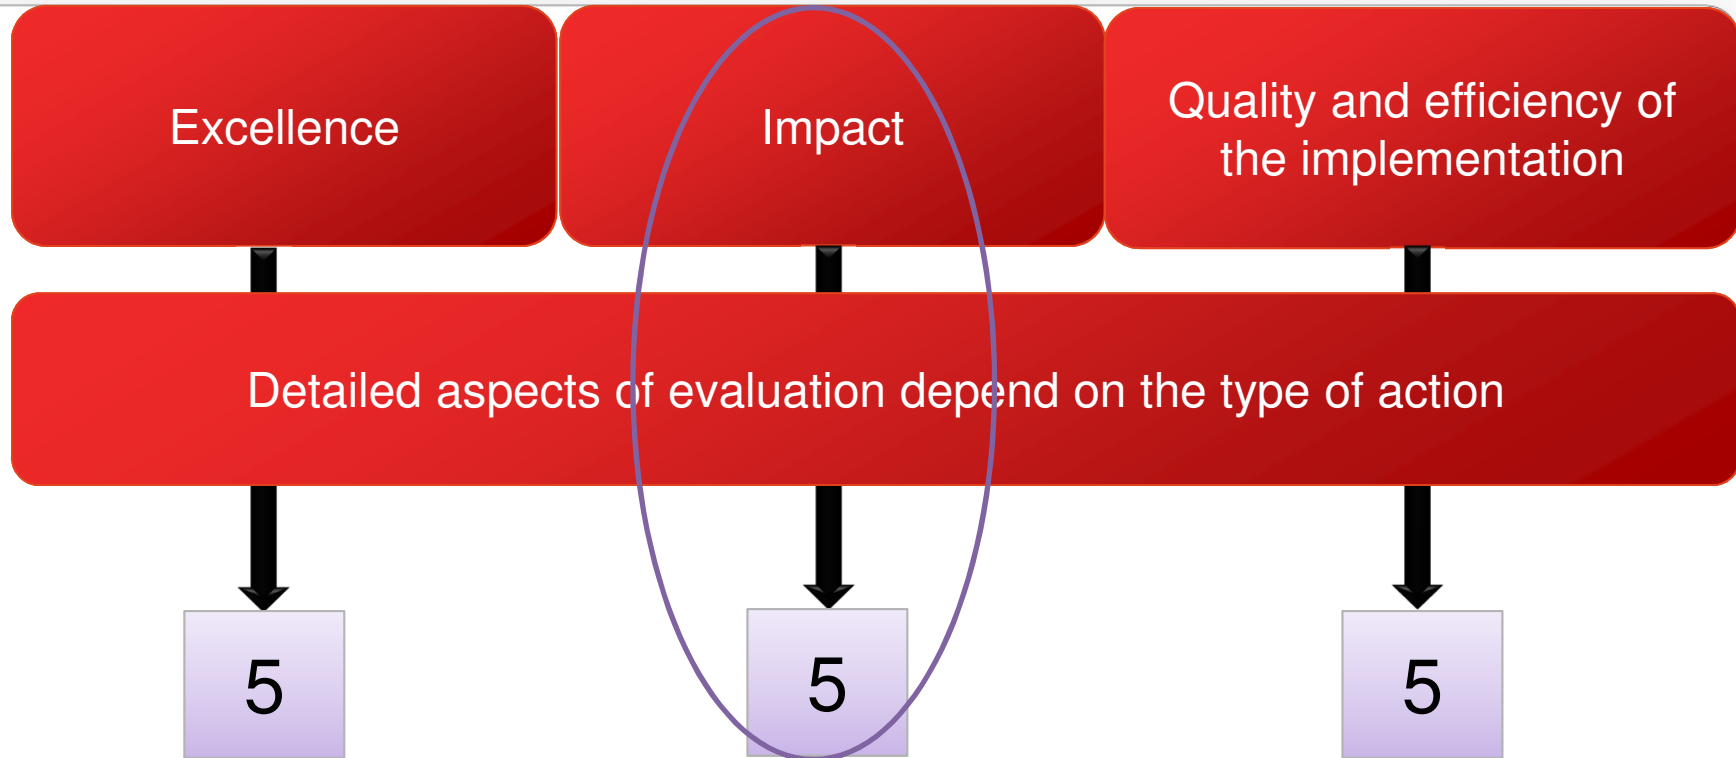 Excellence
Impact
Quality and efficiency of
the implementation
Detailed aspects of evaluation depend on the type of action
5
5
5